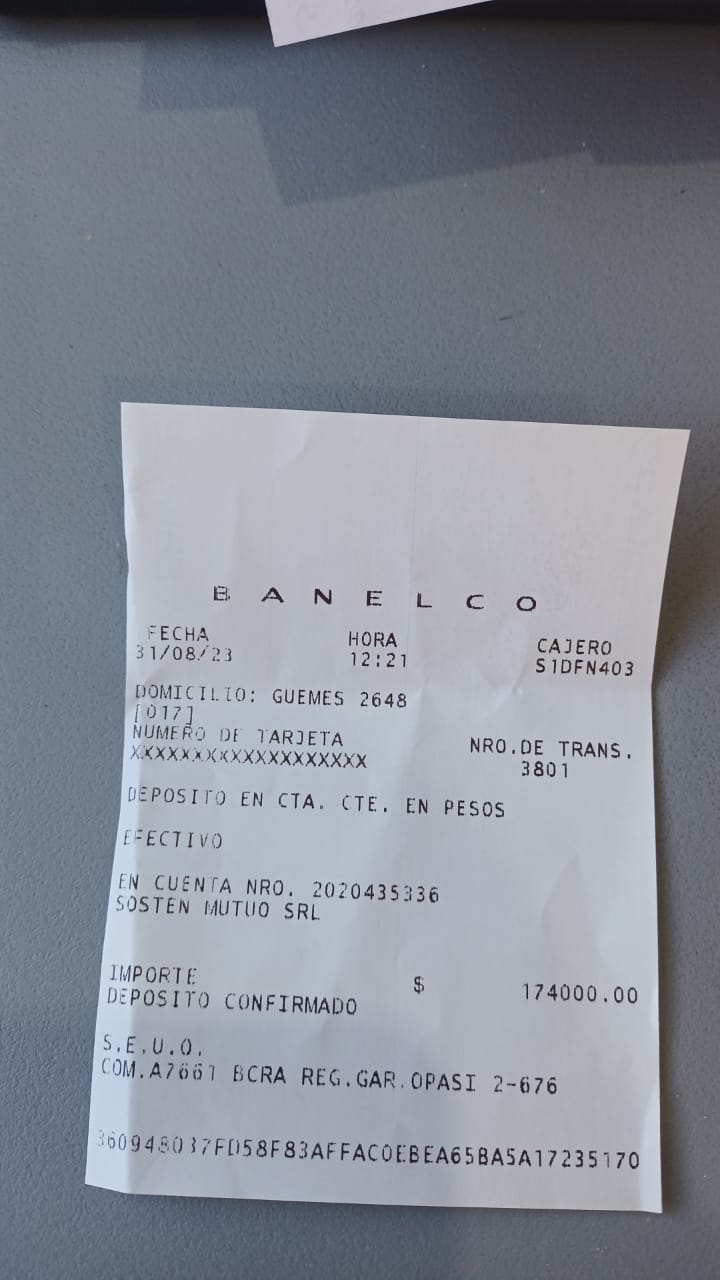 B A N E L C O
FECHA HORA CAJERO
31/08/23 12:21 S1DFN403
DOMICILIO: GUEMES 2648
[017]
NUMERO DE TARJETA NRO.DE TRANS.
XXXXXXXXXXXXXXXXXXX 3801
DEPOSITO EN CTA. CTE. EN PESOS
EFECTIVO
EN CUENTA NRO. 2020435336
SOSTEN MUTUO SRL
IMPORTE $ 174000.00
DEPOSITO CONFIRMADO
S.E.U.O.
COM.A7661 BCRA REG.GAR.OPASI 2-676
360948037FD58F83AFFAC0EBEA65BA5A17235170